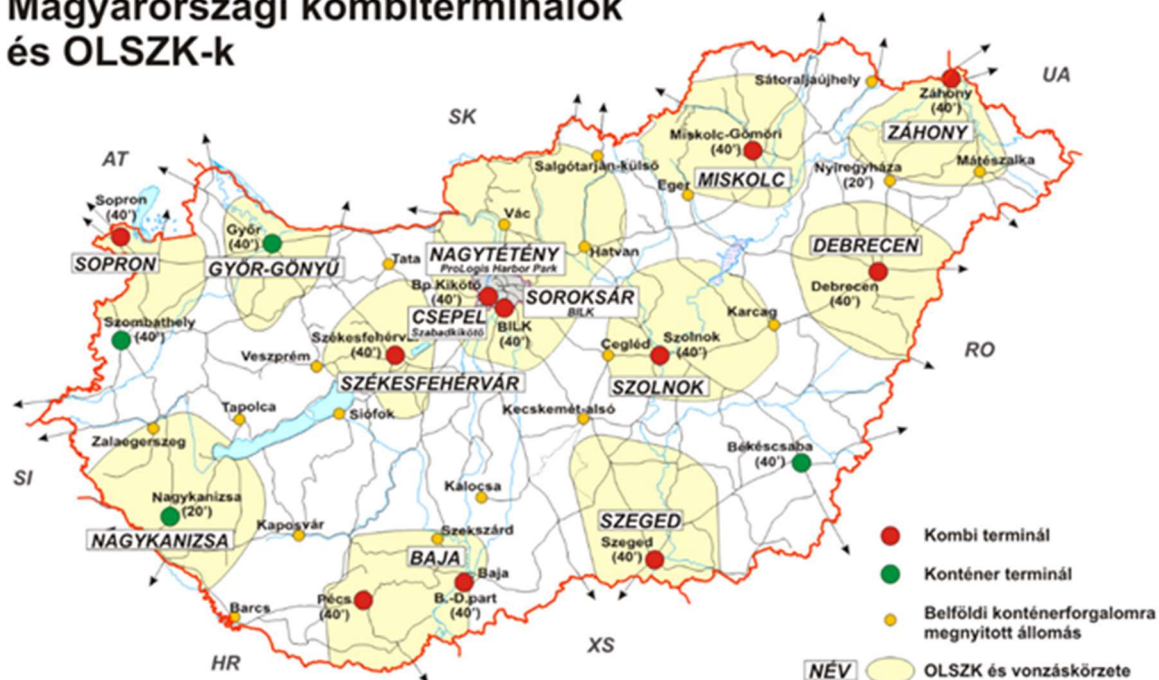 Magyarországi kombiterminálok
és OLSZK-k
AT
SK
UA
RO
XS
HR
SI
Sátoraljaújhely
Záhony
(40')
ZÁHONY
Miskolc-Gömöri
(40')
MISKOLC
Nyíregyháza
(20')
Mátészalka
Salgótarján-külső
Eger
Sopron
(40')
SOPRON
Győr
(40')
GYŐR-GÖNYŰ
Tata
Vác
Hatvan
NAGYTÉTÉNY
ProLogis Harbor Park
Bp.Kikötő
(40')
CSEPEL
Szabadkikötő
SOROKSÁR
BILK
BILK
(40')
DEBRECEN
Debrecen
(40')
Karcag
Szombathely
(40')
Veszprém
Székesfehérvár
(40')
SZÉKESFEHÉRVÁR
Cegléd
Szolnok
(40')
SZOLNOK
Tapolca
Siófok
Kecskemét-alsó
Zalaegerszeg
Békéscsaba
(40')
Nagykanizsa
(20')
NAGYKANIZSA
Kalocsa
Kaposvár
Szekszárd
BAJA
Baja
B.-D.part
(40')
SZEGED
Szeged
(40')
Pécs
(40')
Barcs
Kombi terminál
Konténer terminál
Belföldi konténerforgalomra
megnyitott állomás
NÉV
OLSZK és vonzáskörzete